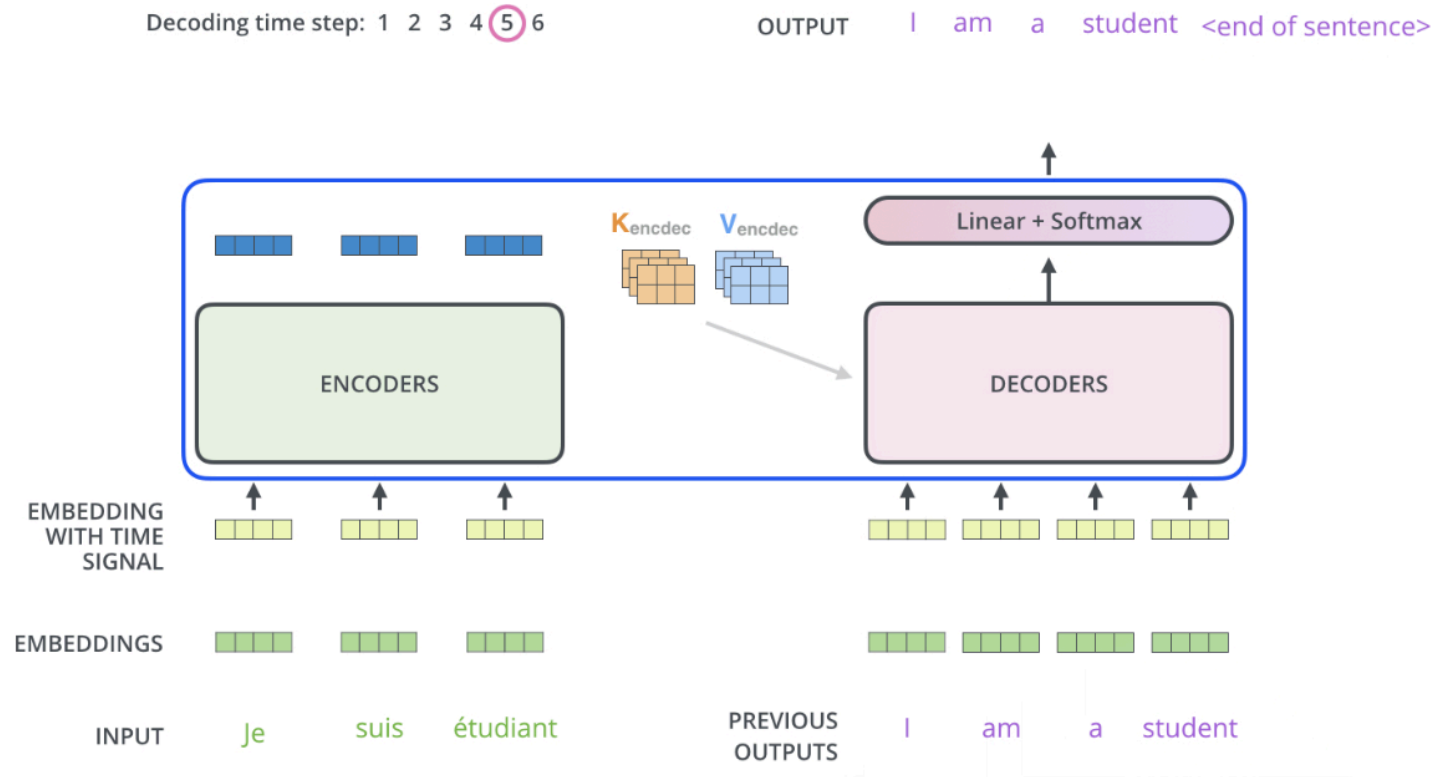 Decoding time step: 1 2 3 4 5 6
OUTPUT I am a student <end of sentence>
Kencdec Vencdec
Linear + Softmax
ENCODERS
DECODERS
EMBEDDING
WITH TIME
SIGNAL
EMBEDDINGS
INPUT Je suis étudiant
PREVIOUS
OUTPUTS
I am a student